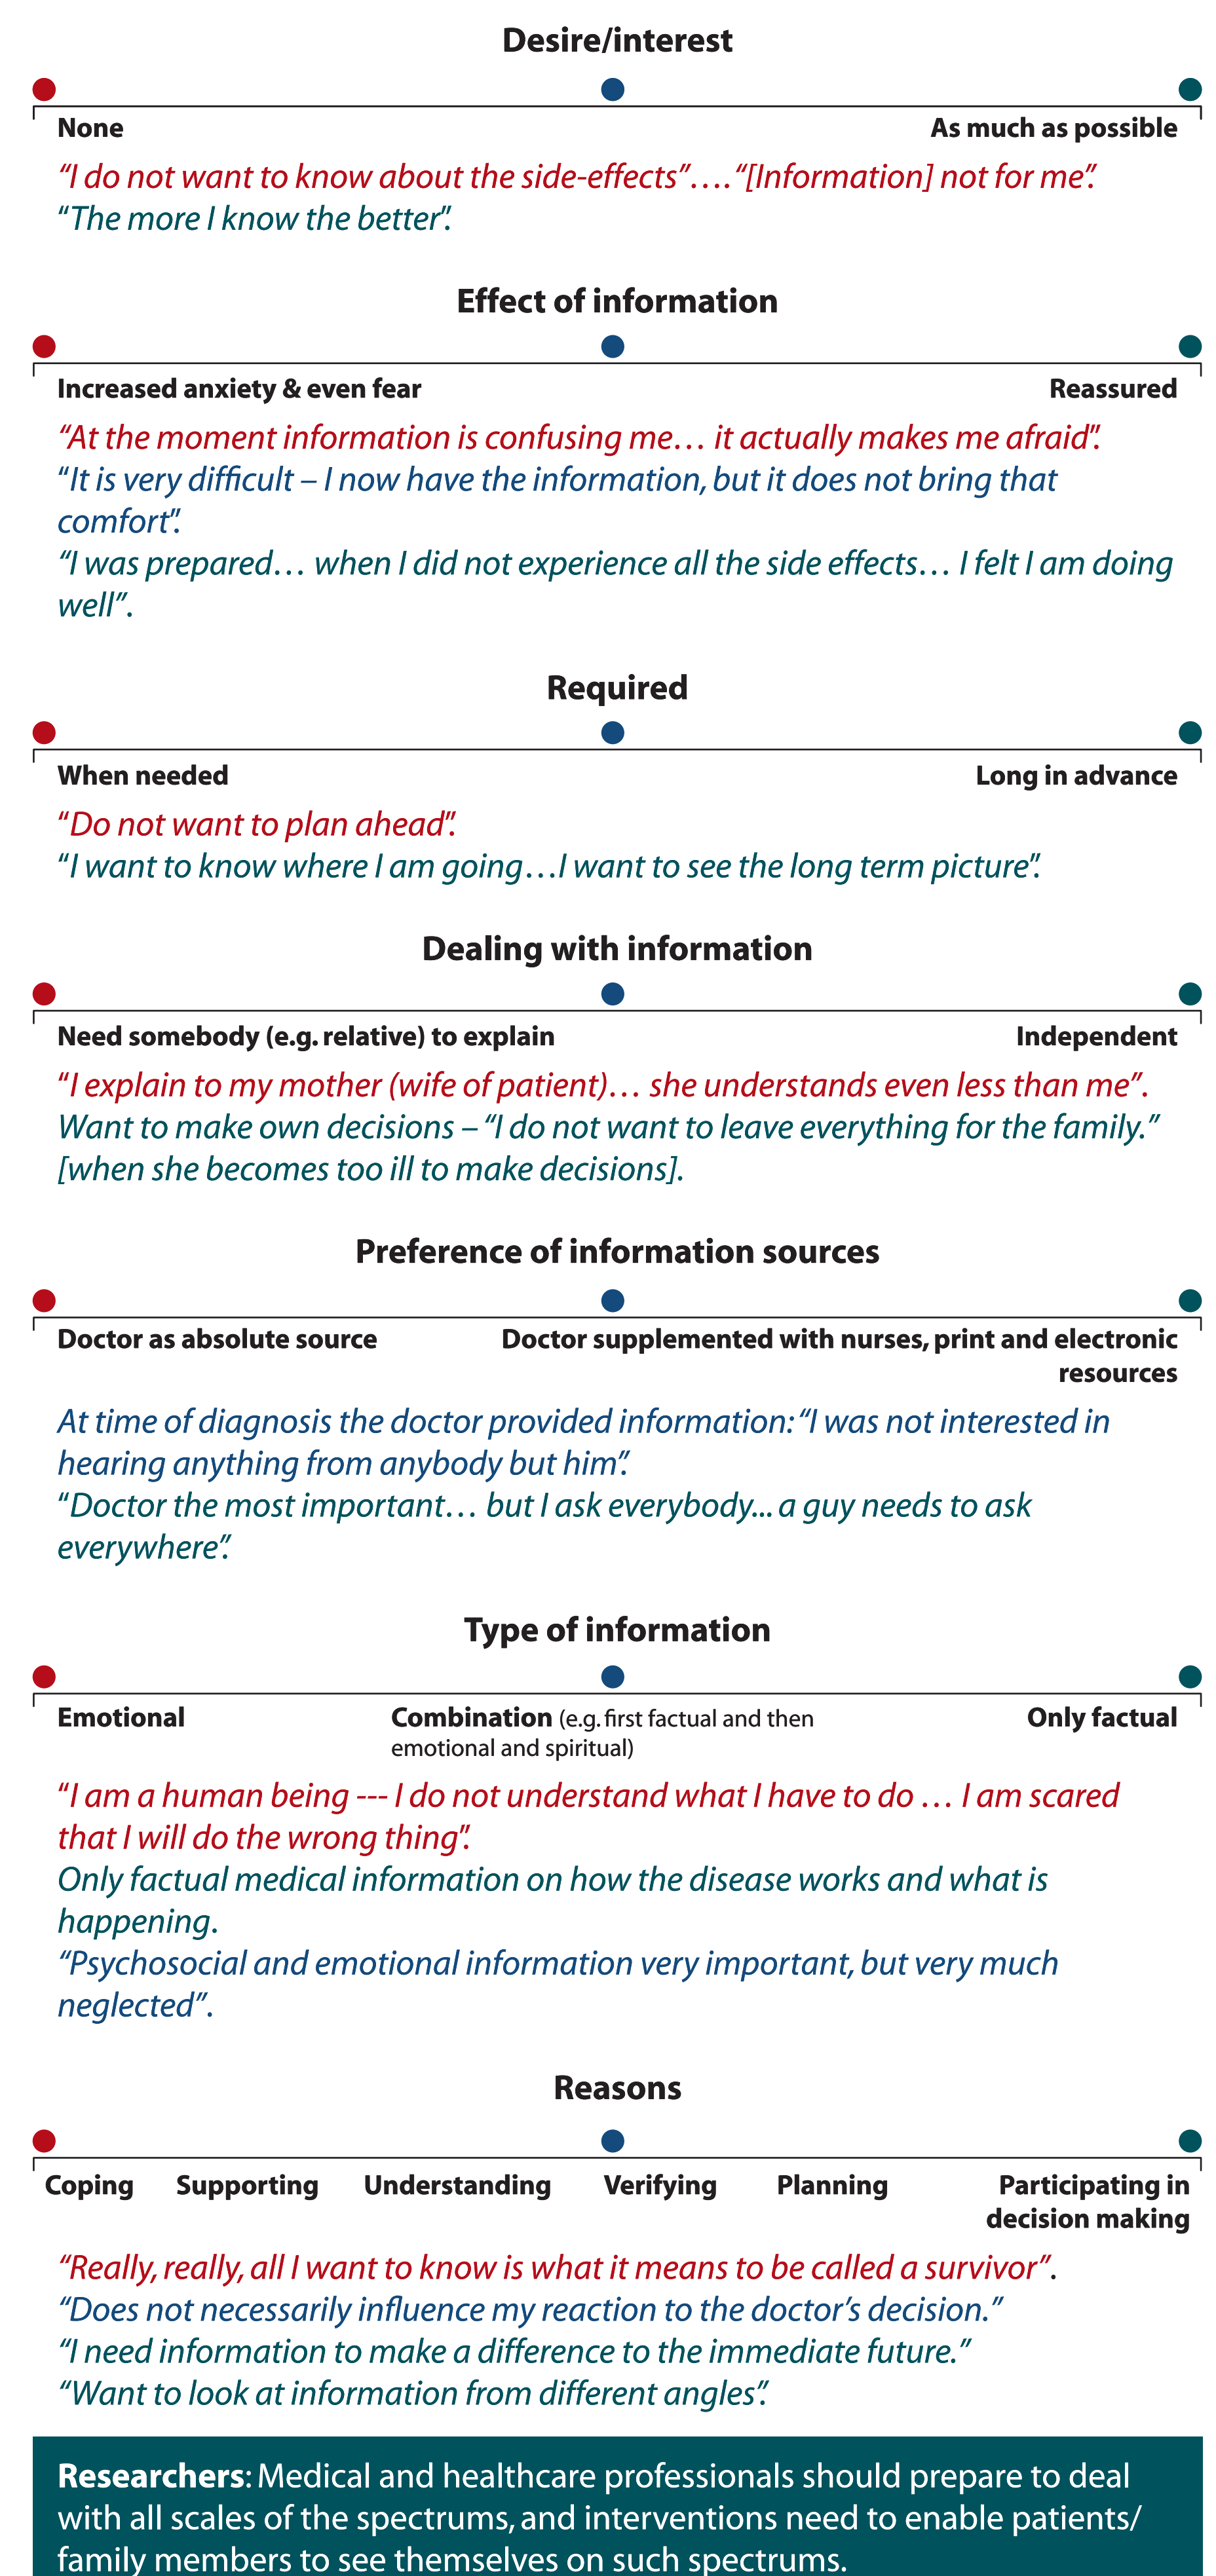 Desire/interest
None As much as possible
“I do not want to know about the side-effects”…. “[Information] not for me”.
“The more I know the better”.
Effect of information
Increased anxiety & even fear Reassured
“At the moment information is confusing me… it actually makes me afraid”.
“It is very difficult – I now have the information, but it does not bring that
comfort”.
“I was prepared… when I did not experience all the side effects… I felt I am doing
well”.
Required
When needed Long in advance
“Do not want to plan ahead”.
“I want to know where I am going…I want to see the long term picture”.
Dealing with information
Need somebody (e.g. relative) to explain Independent
“I explain to my mother (wife of patient)… she understands even less than me”.
Want to make own decisions – “I do not want to leave everything for the family.”
[when she becomes too ill to make decisions].
Preference of information sources
Doctor as absolute source Doctor supplemented with nurses, print and electronic
resources
At time of diagnosis the doctor provided information: “I was not interested in
hearing anything from anybody but him”.
“Doctor the most important… but I ask everybody... a guy needs to ask
everywhere”.
Type of information
Emotional Combination (e.g. first factual and then Only factual
emotional and spiritual)
“I am a human being --- I do not understand what I have to do … I am scared
that I will do the wrong thing”.
Only factual medical information on how the disease works and what is
happening.
“Psychosocial and emotional information very important, but very much
neglected”.
Reasons
Coping Supporting Understanding Verifying Planning Participating in
decision making
“Really, really, all I want to know is what it means to be called a survivor”.
“Does not necessarily influence my reaction to the doctor’s decision.”
“I need information to make a difference to the immediate future.”
“Want to look at information from different angles”.
Researchers: Medical and healthcare professionals should prepare to deal
with all scales of the spectrums, and interventions need to enable patients/
family members to see themselves on such spectrums.